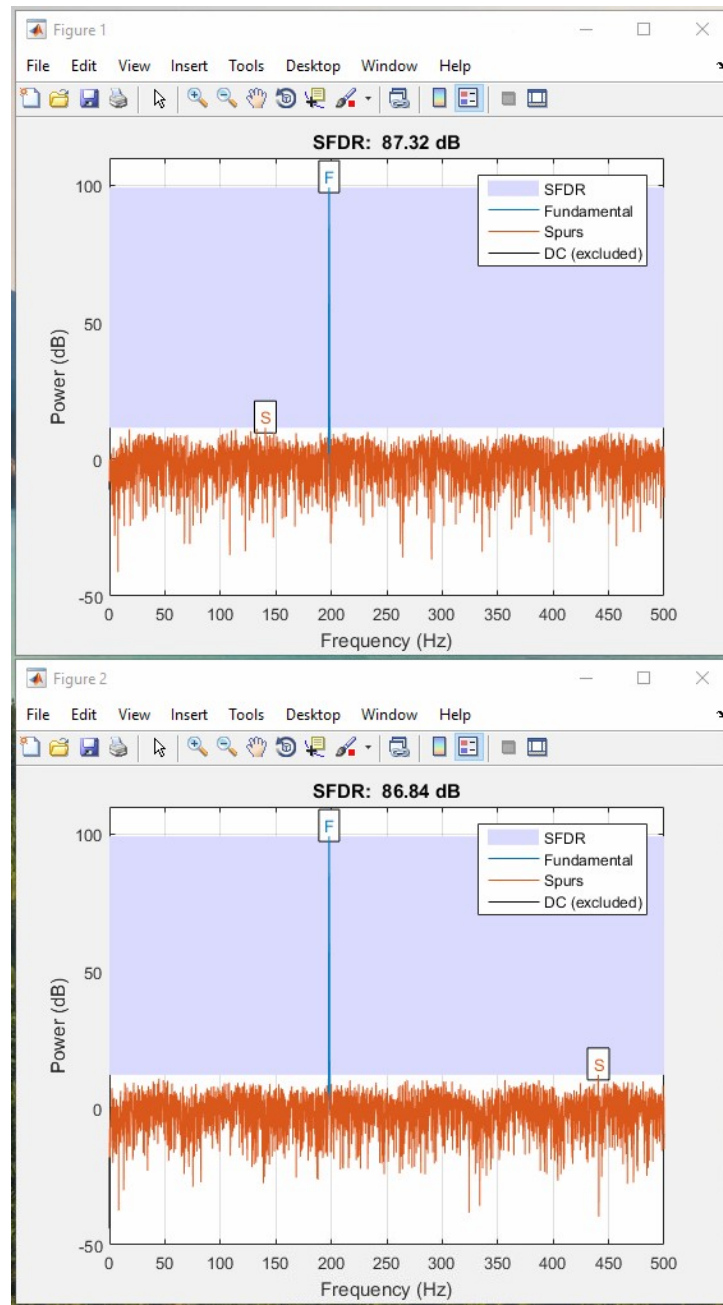 Figure 1
File Edit View Insert Tools Desktop Window Help
SFDR: 87.32 dB
F
SFDR
Fundamental
Spurs
DC (excluded)
100
50
0
-50
Power (dB)
S
0 50 100 150 200 250 300 350 400 450 500
Frequency (Hz)
Figure 2
File Edit View Insert Tools Desktop Window Help
SFDR: 86.84 dB
F
SFDR
Fundamental
Spurs
DC (excluded)
100
50
0
-50
Power (dB)
S
0 50 100 150 200 250 300 350 400 450 500
Frequency (Hz)